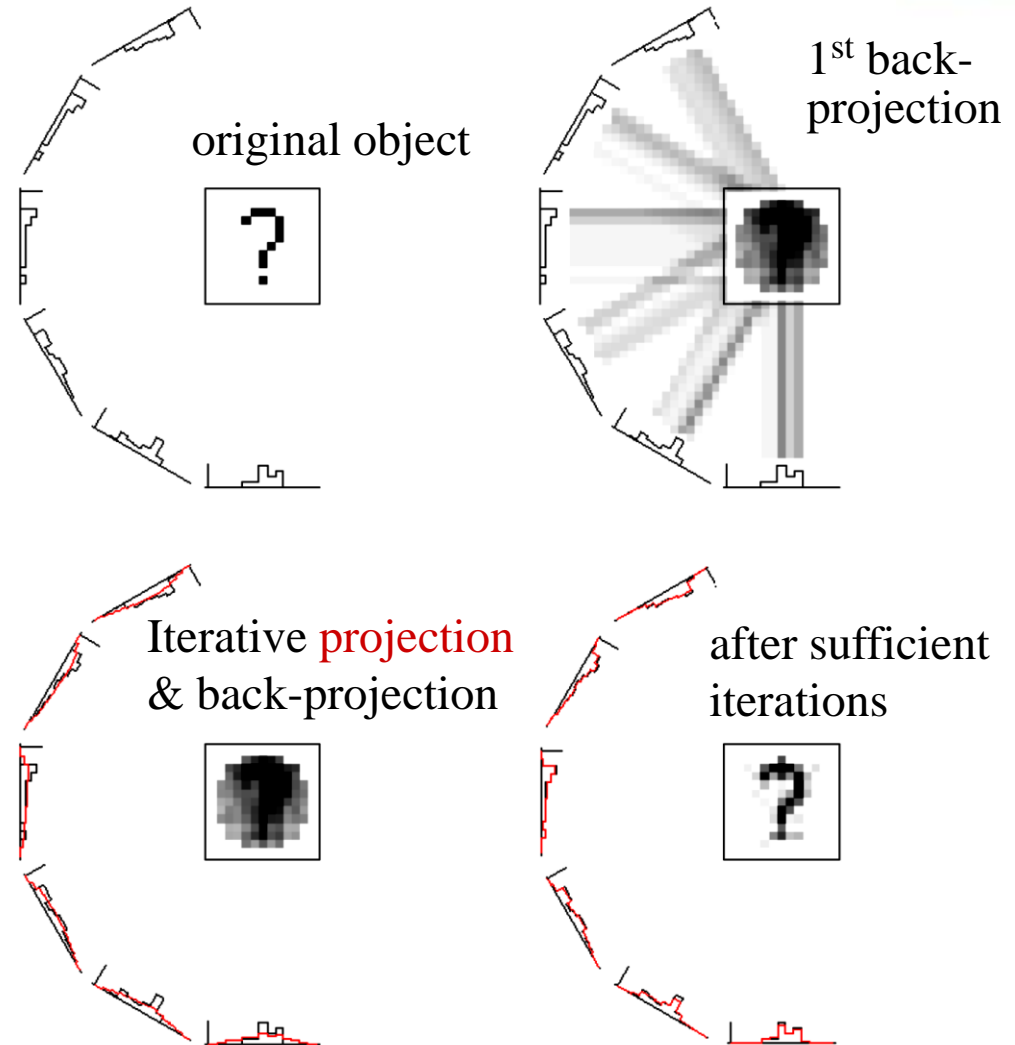 original object
1st back-
projection
?
Iterative projection
& back-projection
after sufficient
iterations
?